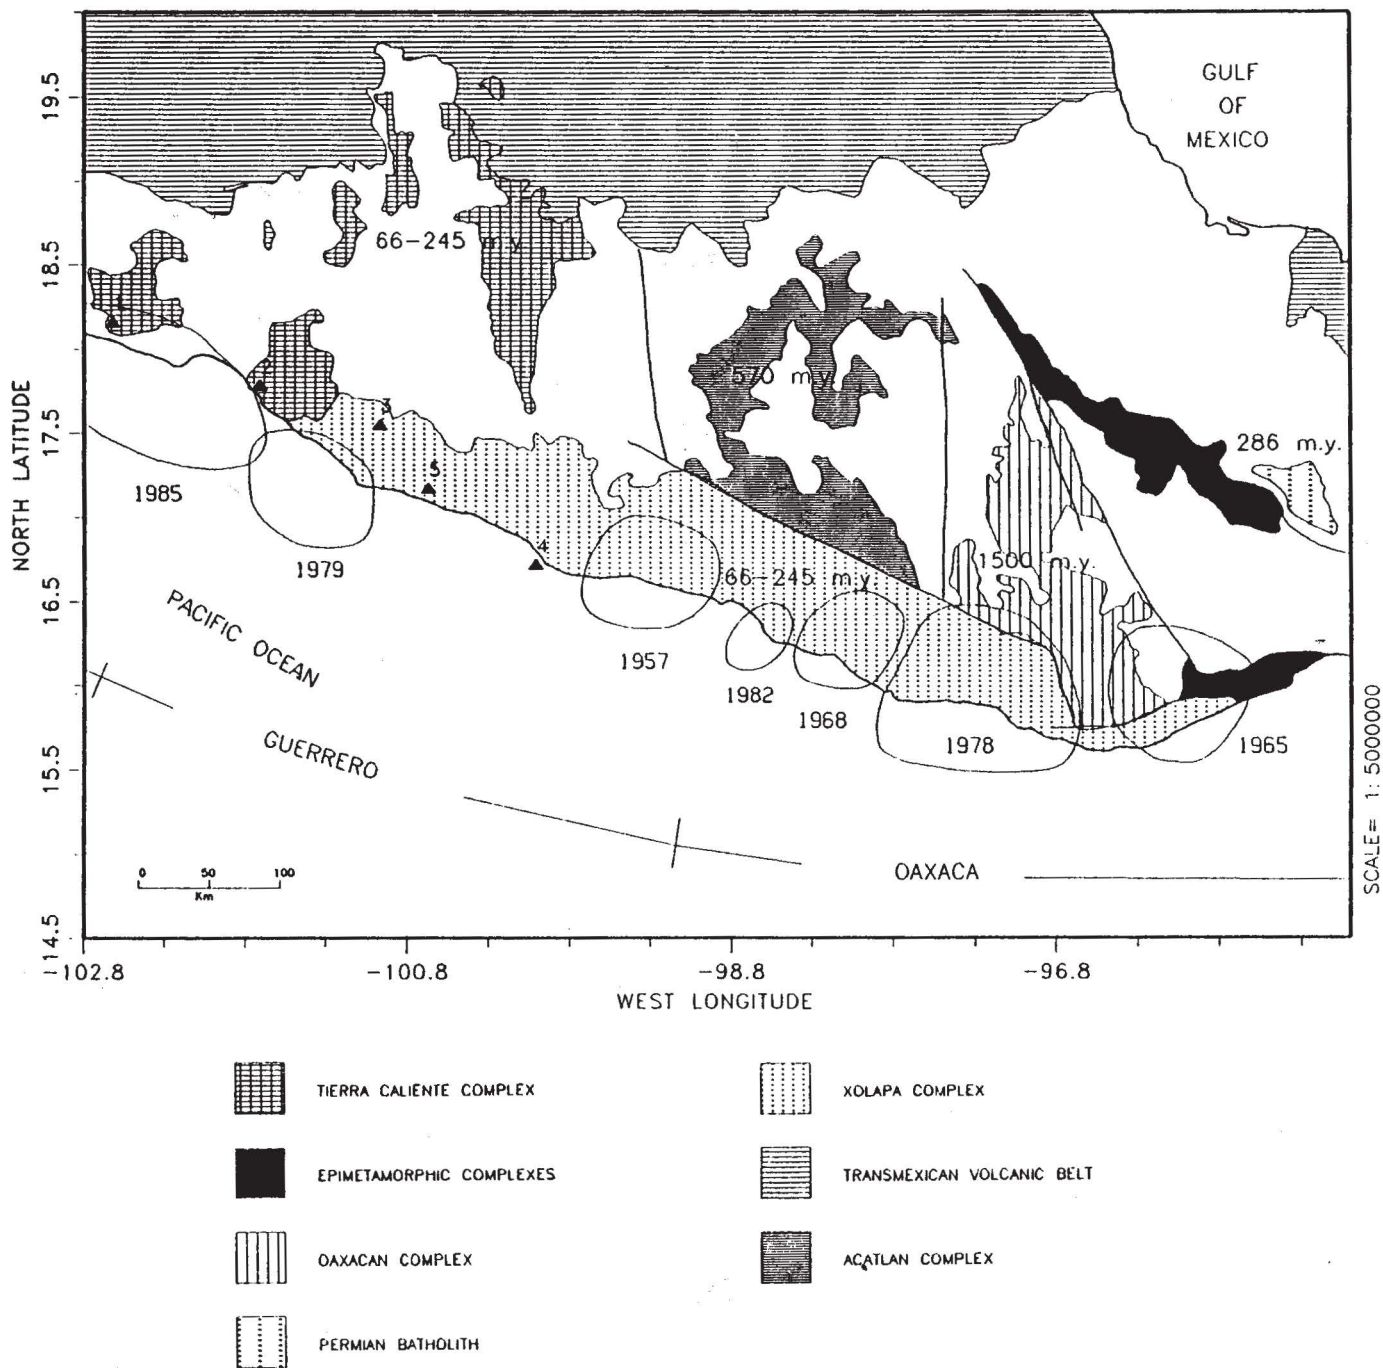 GULF
OF
MEXICO
19.5
18.5
17.5
16.5
15.5
14.5
NORTH LATITUDE
66-245 m.y.
2
3
5
4
570 m.y.
286 m.y.
1500 m.y.
66-245 m.y.
1985
1979
1957
1982
1968
1978
1965
PACIFIC OCEAN
GUERRERO
OAXACA
0 50 100
Km
SCALE= 1:5000000
-102.8 -100.8 -98.8 -96.8
WEST LONGITUDE
TIERRA CALIENTE COMPLEX
XOLAPA COMPLEX
EPIMETAMORPHIC COMPLEXES
TRANSMEXICAN VOLCANIC BELT
OAXACAN COMPLEX
ACATLAN COMPLEX
PERMIAN BATHOLITH